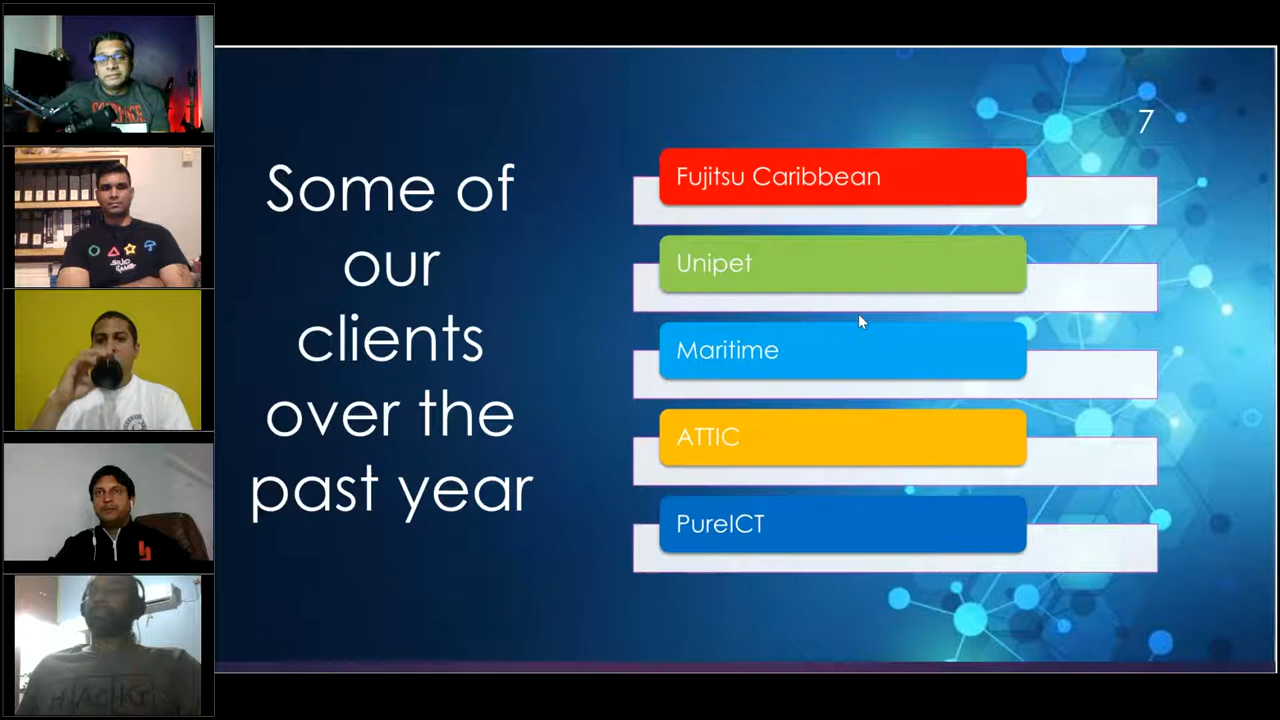 Some of
our
clients
over the
past year
7
Fujitsu Caribbean
Unipet
Maritime
ATTIC
PureICT